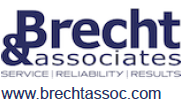 Brecht
& associates
SERVICE | RELIABILITY | RESULTS
www.brechtassoc.com